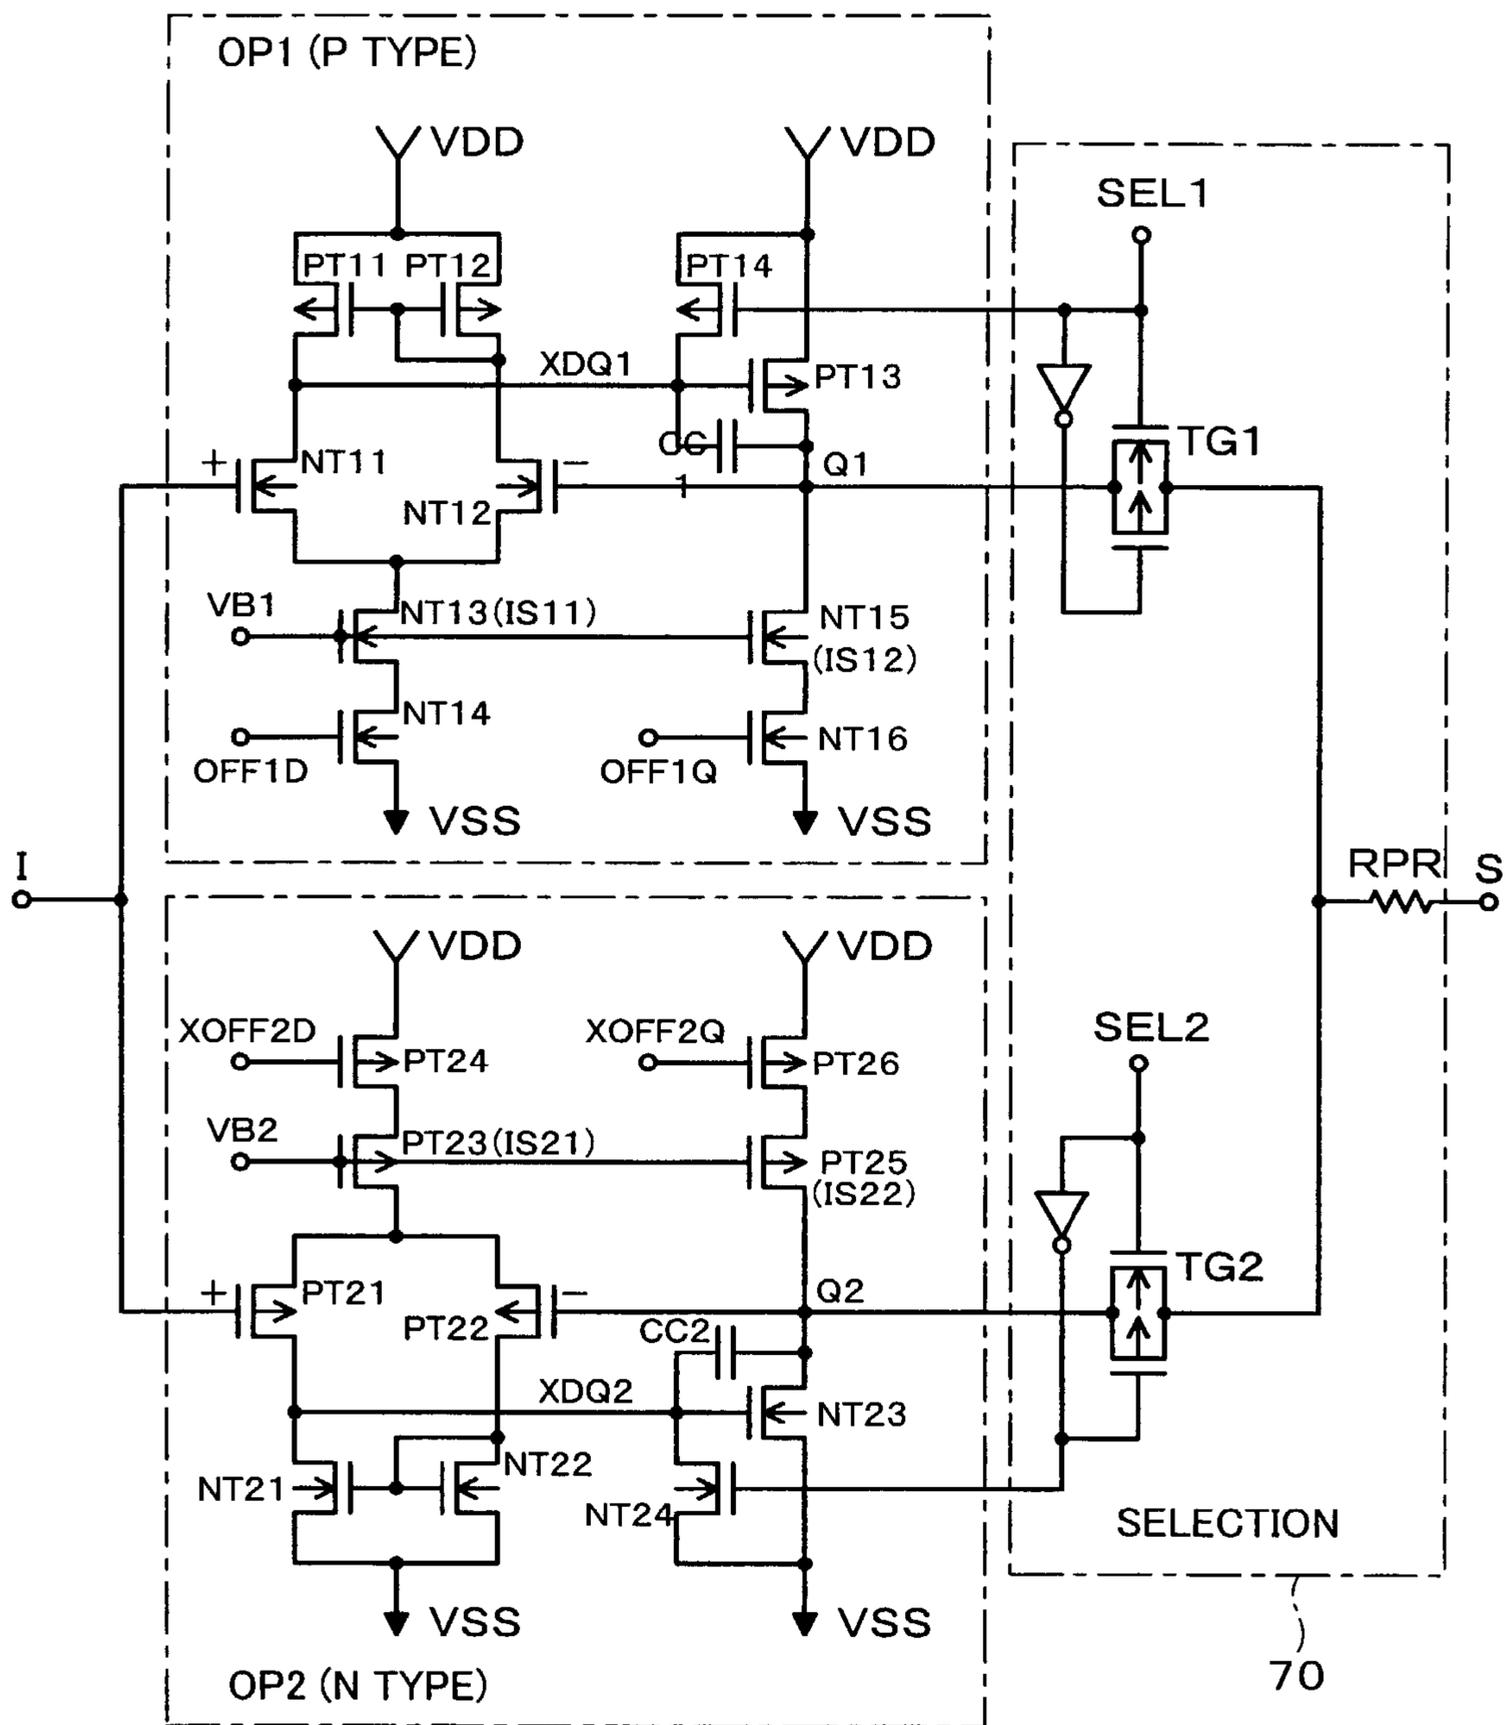 OP1 (P TYPE)
VDD
VDD
SEL1
PT11
PT12
PT14
XDQ1
PT13
CC
1
TG1
+
NT11
−
Q1
NT12
VB1
NT13(IS11)
NT15
(IS12)
NT14
NT16
OFF1D
OFF1Q
VSS
VSS
I
RPR
S
VDD
VDD
XOFF2D
XOFF2Q
SEL2
PT24
PT26
VB2
PT23(IS21)
PT25
(IS22)
+
PT21
−
Q2
TG2
PT22
CC2
XDQ2
NT23
NT21
NT22
NT24
SELECTION
VSS
VSS
70
OP2 (N TYPE)